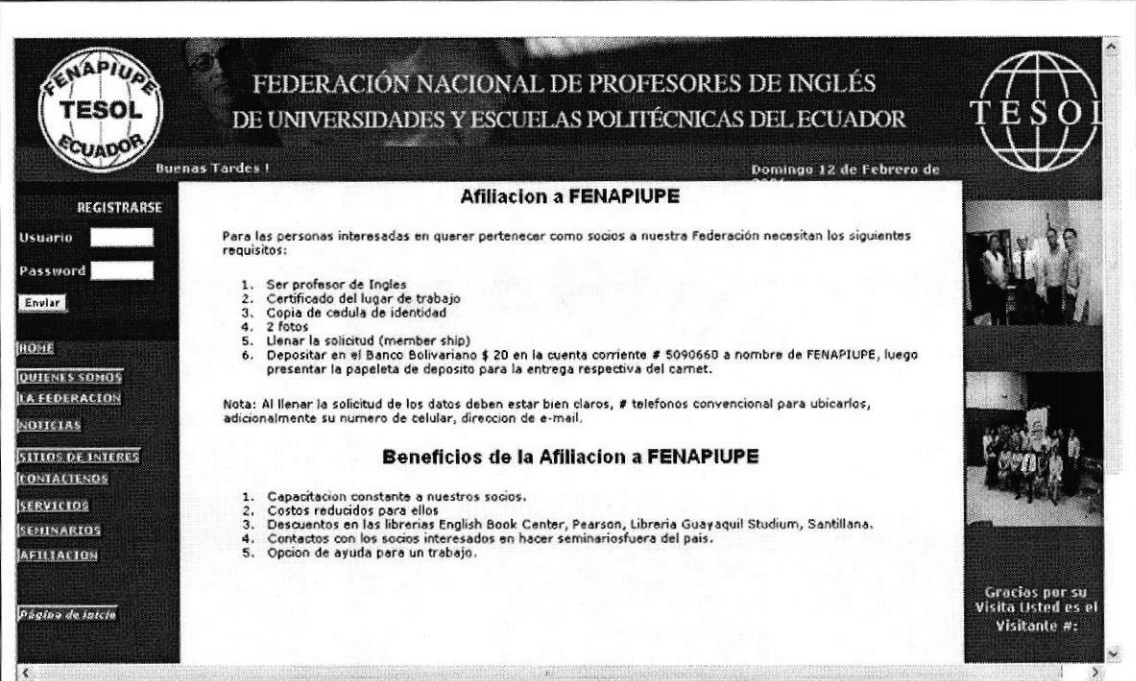 FENAPIUPE
TESOL
ECUADOR
FEDERACIÓN NACIONAL DE PROFESORES DE INGLÉS
DE UNIVERSIDADES Y ESCUELAS POLITÉCNICAS DEL ECUADOR
TESOL
Buenas Tardes !
Domingo 12 de Febrero de
REGISTRARSE
Usuario
Password
Enviar
HOME
QUIENES SOMOS
LA FEDERACION
NOTICIAS
SITIOS DE INTERES
CONTACTENOS
SERVICIOS
SEMINARIOS
AFILIACION
Página de inicio
Afiliacion a FENAPIUPE
Para las personas interesadas en querer pertenecer como socios a nuestra Federación necesitan los siguientes
requisitos:
1. Ser profesor de Ingles
2. Certificado del lugar de trabajo
3. Copia de cedula de identidad
4. 2 fotos
5. Llenar la solicitud (member ship)
6. Depositar en el Banco Bolivariano $ 20 en la cuenta corriente # 5090660 a nombre de FENAPIUPE, luego
presentar la papeleta de deposito para la entrega respectiva del carnet.
Nota: Al llenar la solicitud de los datos deben estar bien claros, # telefonos convencional para ubicarlos,
adicionalmente su numero de celular, direccion de e-mail.
Beneficios de la Afiliacion a FENAPIUPE
1. Capacitacion constante a nuestros socios.
2. Costos reducidos para ellos
3. Descuentos en las librerias English Book Center, Pearson, Libreria Guayaquil Studium, Santillana.
4. Contactos con los socios interesados en hacer seminariosfuera del pais.
5. Opcion de ayuda para un trabajo.
Gracias por su
Visita Usted es el
Visitante #: